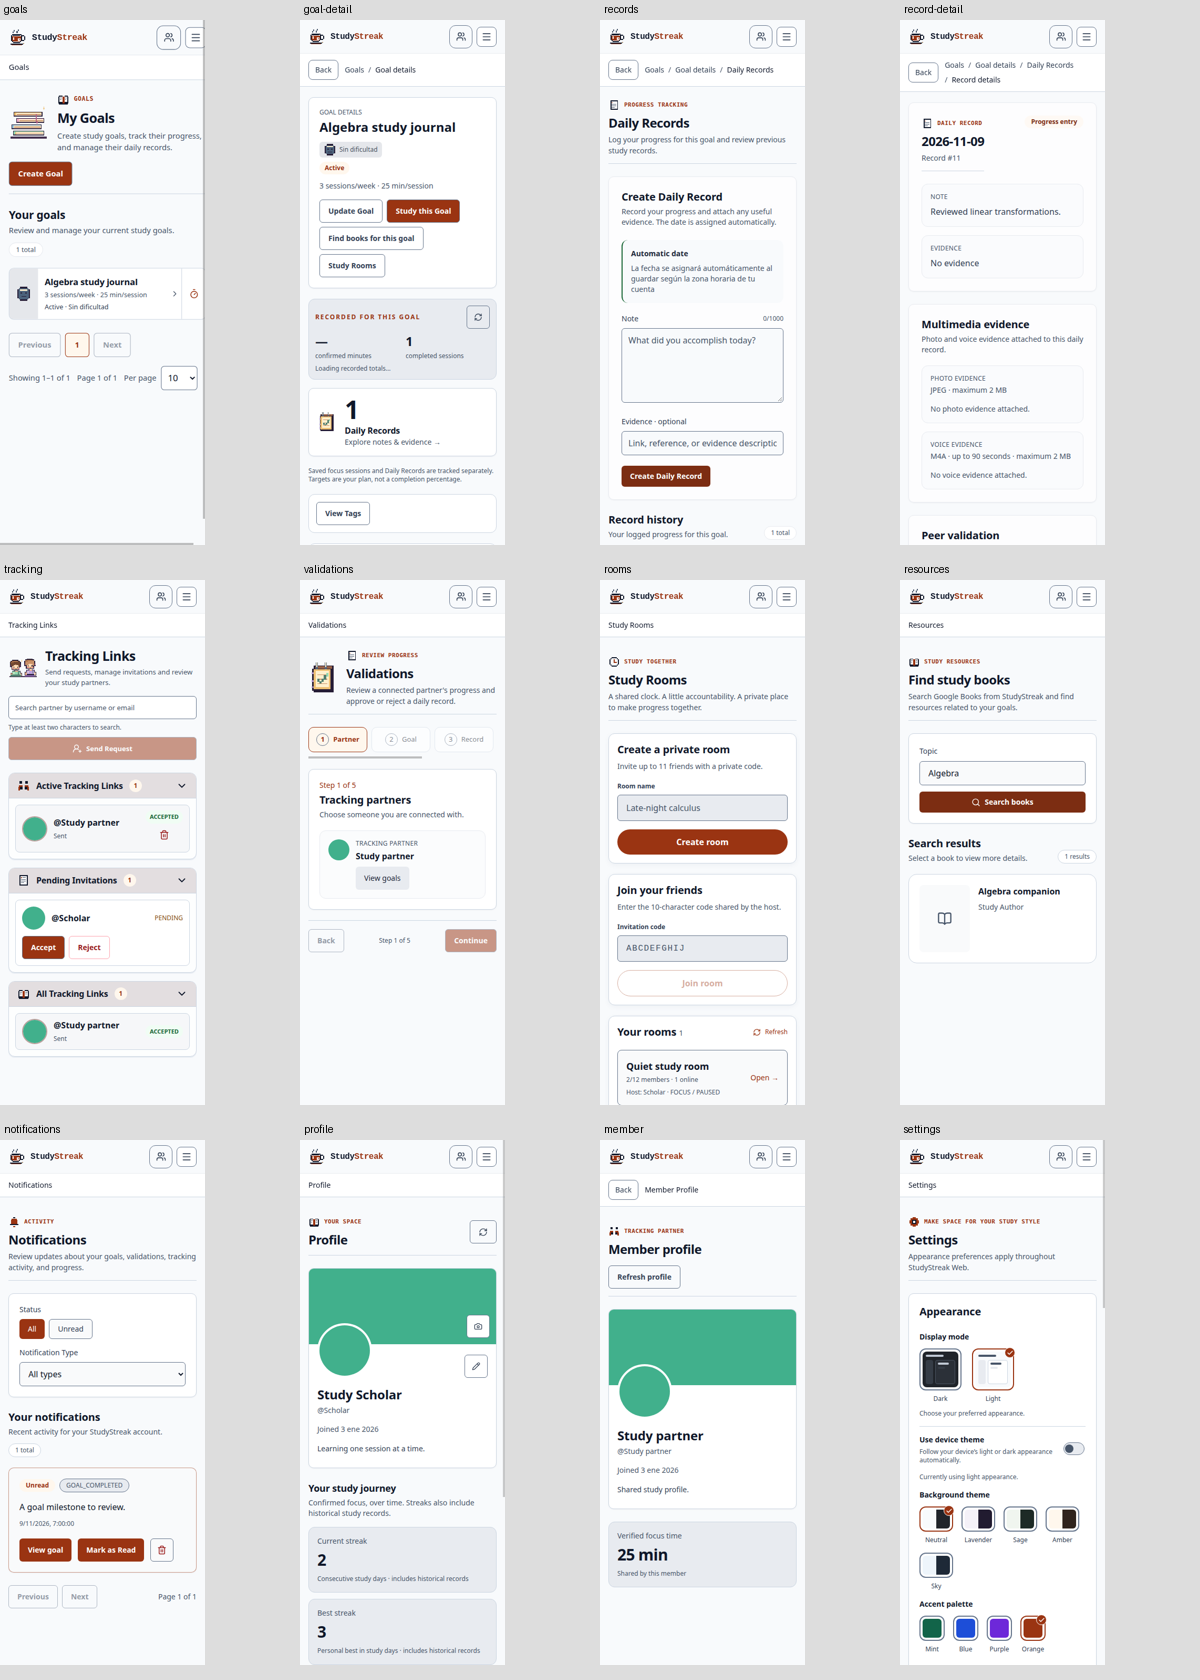 goals
StudyStreak
Goals
GOALS
My Goals
Create study goals, track their progress,
and manage their daily records.
Create Goal
Your goals
Review and manage your current study goals.
1 total
Algebra study journal
3 sessions/week · 25 min/session
Active · Sin dificultad
Previous
1
Next
Showing 1–1 of 1
Page 1 of 1
Per page
10
goal-detail
StudyStreak
Back
Goals / Goal details
GOAL DETAILS
Algebra study journal
Sin dificultad
Active
3 sessions/week · 25 min/session
Update Goal
Study this Goal
Find books for this goal
Study Rooms
RECORDED FOR THIS GOAL
—
confirmed minutes
1
completed sessions
Loading recorded totals...
1
Daily Records
Explore notes & evidence →
Saved focus sessions and Daily Records are tracked separately.
Targets are your plan, not a completion percentage.
View Tags
records
StudyStreak
Back
Goals / Goal details / Daily Records
PROGRESS TRACKING
Daily Records
Log your progress for this goal and review previous
study records.
Create Daily Record
Record your progress and attach any useful
evidence. The date is assigned automatically.
Automatic date
La fecha se asignará automáticamente al
guardar según la zona horaria de tu
cuenta
Note
0/1000
What did you accomplish today?
Evidence · optional
Link, reference, or evidence descriptic
Create Daily Record
Record history
Your logged progress for this goal.
1 total
record-detail
StudyStreak
Back
Goals / Goal details / Daily Records
/ Record details
DAILY RECORD
Progress entry
2026-11-09
Record #11
NOTE
Reviewed linear transformations.
EVIDENCE
No evidence
Multimedia evidence
Photo and voice evidence attached to this daily
record.
PHOTO EVIDENCE
JPEG · maximum 2 MB
No photo evidence attached.
VOICE EVIDENCE
M4A · up to 90 seconds · maximum 2 MB
No voice evidence attached.
Peer validation
tracking
StudyStreak
Tracking Links
Tracking Links
Send requests, manage invitations and review
your study partners.
Search partner by username or email
Type at least two characters to search.
Send Request
Active Tracking Links
1
@Study partner
Sent
ACCEPTED
Pending Invitations
1
@Scholar
PENDING
Accept
Reject
All Tracking Links
1
@Study partner
Sent
ACCEPTED
validations
StudyStreak
Validations
REVIEW PROGRESS
Validations
Review a connected partner's progress and
approve or reject a daily record.
1 Partner
2 Goal
3 Record
Step 1 of 5
Tracking partners
Choose someone you are connected with.
TRACKING PARTNER
Study partner
View goals
Back
Step 1 of 5
Continue
rooms
StudyStreak
Study Rooms
STUDY TOGETHER
Study Rooms
A shared clock. A little accountability. A private place
to make progress together.
Create a private room
Invite up to 11 friends with a private code.
Room name
Late-night calculus
Create room
Join your friends
Enter the 10-character code shared by the host.
Invitation code
ABCDEFGHIJ
Join room
Your rooms 1
Refresh
Quiet study room
2/12 members · 1 online
Host: Scholar · FOCUS / PAUSED
Open →
resources
StudyStreak
Resources
STUDY RESOURCES
Find study books
Search Google Books from StudyStreak and find
resources related to your goals.
Topic
Algebra
Search books
Search results
Select a book to view more details.
1 results
Algebra companion
Study Author
notifications
StudyStreak
Notifications
ACTIVITY
Notifications
Review updates about your goals, validations, tracking
activity, and progress.
Status
All
Unread
Notification Type
All types
Your notifications
Recent activity for your StudyStreak account.
1 total
Unread
GOAL_COMPLETED
A goal milestone to review.
9/11/2026, 7:00:00
View goal
Mark as Read
Previous
Next
Page 1 of 1
profile
StudyStreak
Profile
YOUR SPACE
Profile
Study Scholar
@Scholar
Joined 3 ene 2026
Learning one session at a time.
Your study journey
Confirmed focus, over time. Streaks also include
historical study records.
Current streak
2
Consecutive study days · includes historical records
Best streak
3
Personal best in study days · includes historical records
member
StudyStreak
Back
Member Profile
TRACKING PARTNER
Member profile
Refresh profile
Study partner
@Study partner
Joined 3 ene 2026
Shared study profile.
Verified focus time
25 min
Shared by this member
settings
StudyStreak
Settings
MAKE SPACE FOR YOUR STUDY STYLE
Settings
Appearance preferences apply throughout
StudyStreak Web.
Appearance
Display mode
Dark
Light
Choose your preferred appearance.
Use device theme
Follow your device's light or dark appearance
automatically.
Currently using light appearance.
Background theme
Neutral
Lavender
Sage
Amber
Sky
Accent palette
Mint
Blue
Purple
Orange